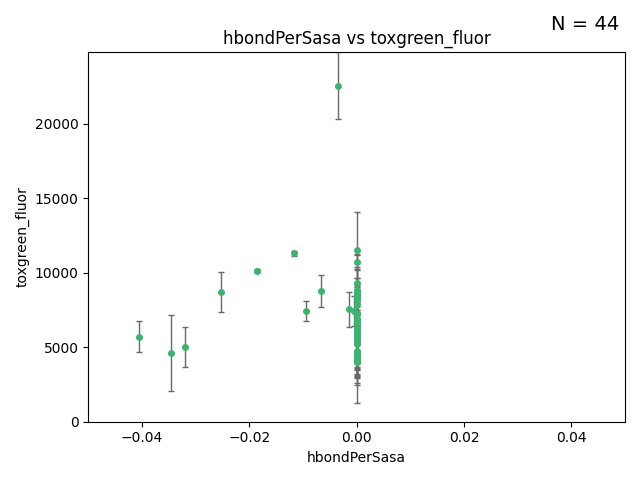 N = 44
hbondPerSasa vs toxgreen_fluor
toxgreen_fluor
20000
15000
10000
5000
0
−0.04
−0.02
0.00
0.02
0.04
hbondPerSasa